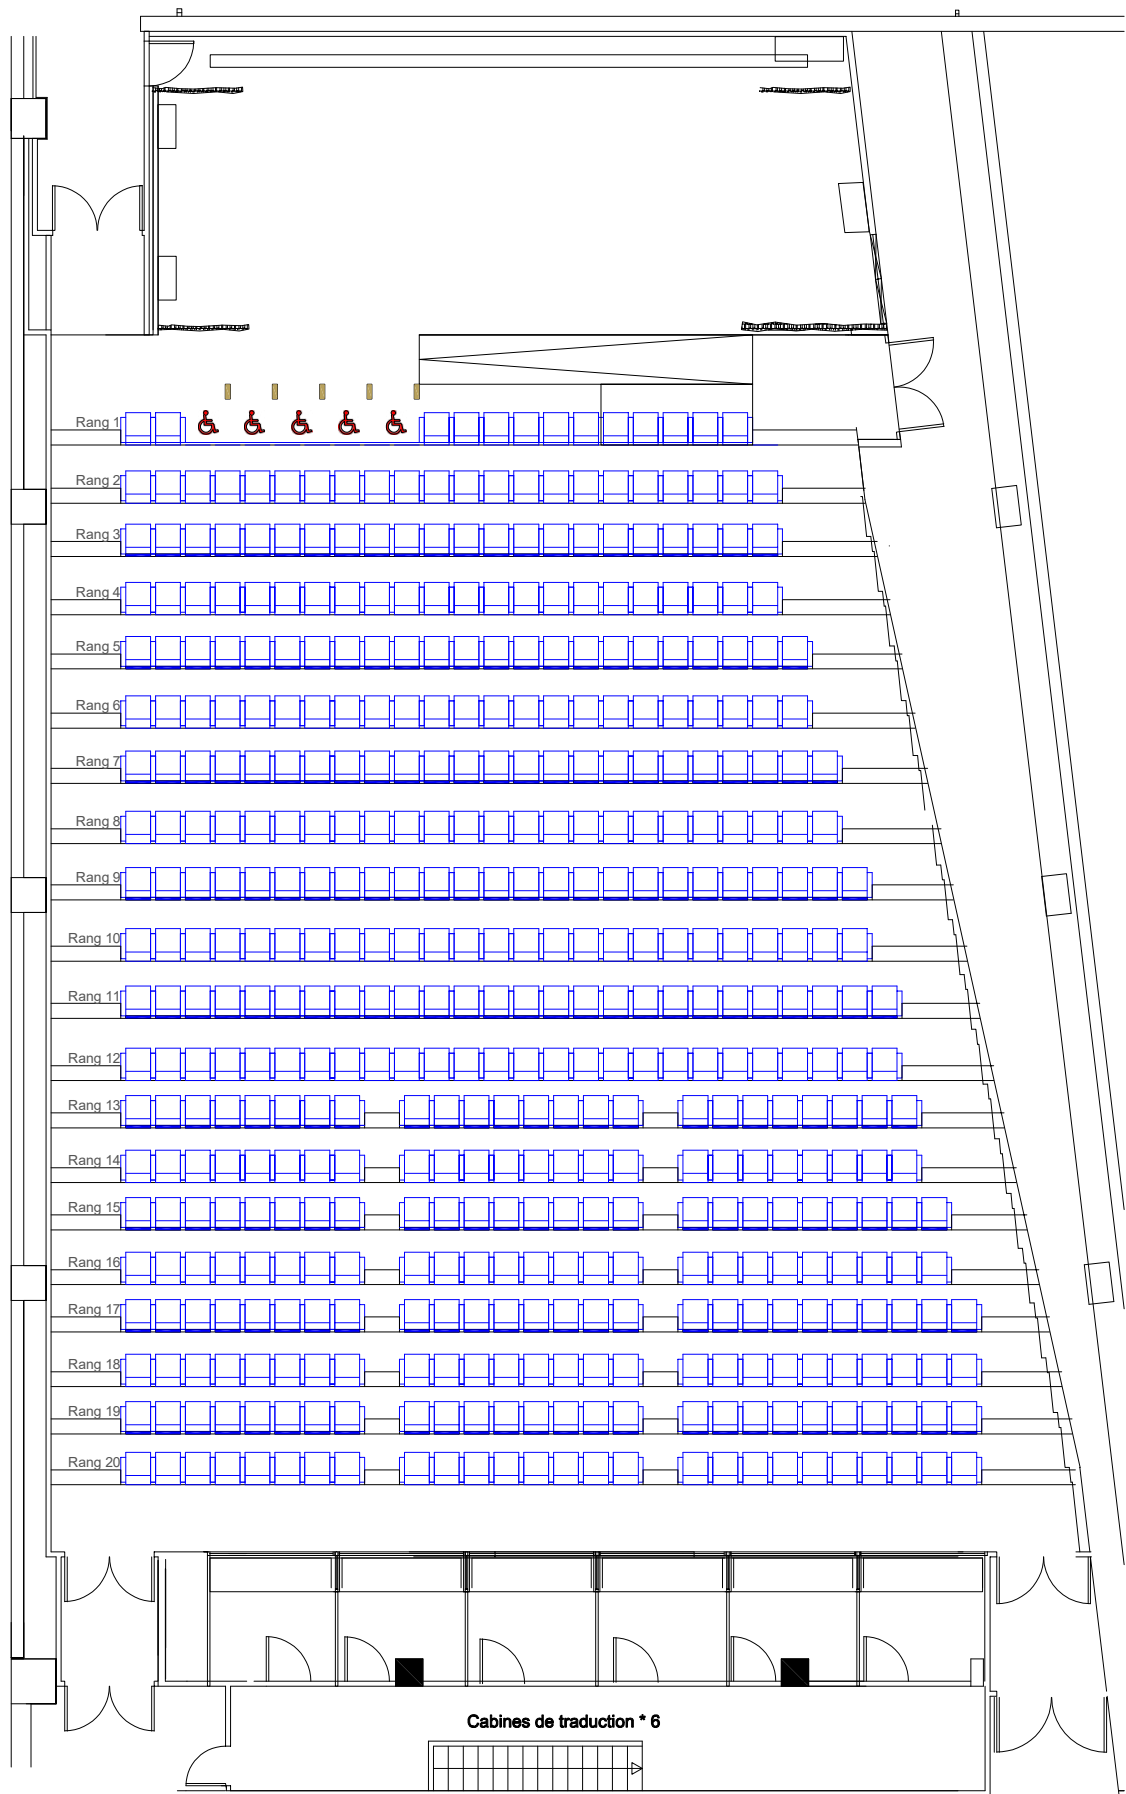 Rang 1
Rang 2
Rang 3
Rang 4
Rang 5
Rang 6
Rang 7
Rang 8
Rang 9
Rang 10
Rang 11
Rang 12
Rang 13
Rang 14
Rang 15
Rang 16
Rang 17
Rang 18
Rang 19
Rang 20
Cabines de traduction * 6